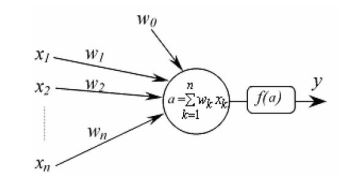 w₀
x₁ w₁
x₂ w₂
a = n∑k=1 wₖ xₖ f(a) y
wₙ
xₙ